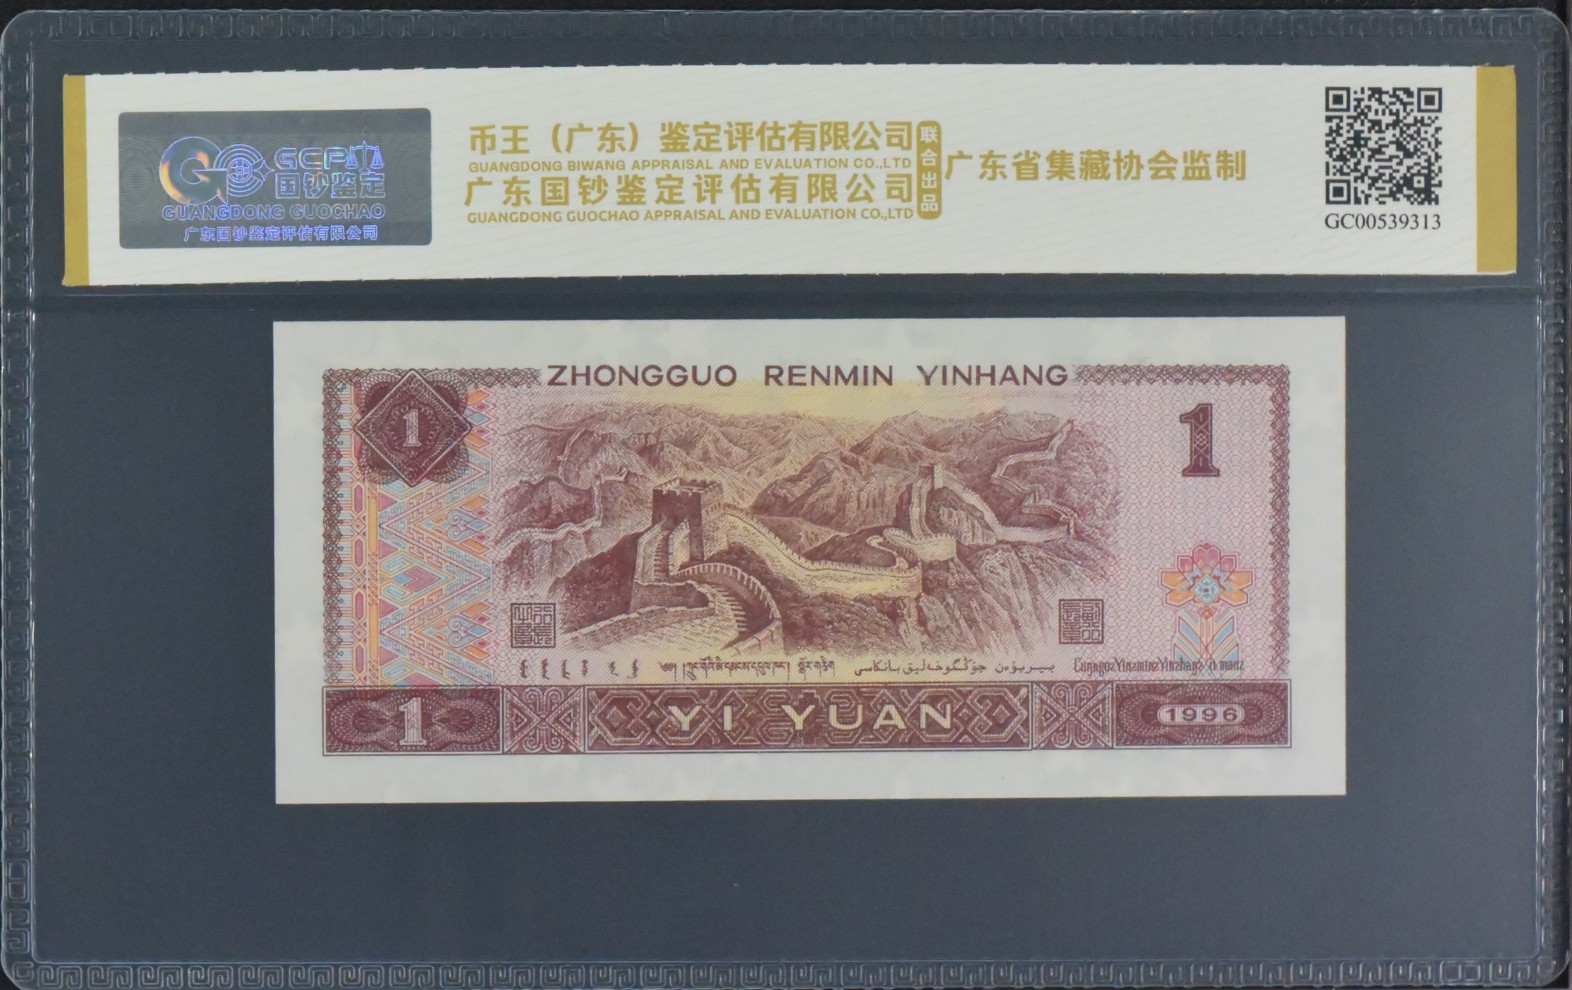 GCP
国钞鉴定
GUANGDONG GUOCHAO
广东国钞鉴定评估有限公司
币王（广东）鉴定评估有限公司
GUANGDONG BIWANG APPRAISAL AND EVALUATION CO.,LTD
广东国钞鉴定评估有限公司
GUANGDONG GUOCHAO APPRAISAL AND EVALUATION CO.,LTD
联合出品
广东省集藏协会监制
GC00539313
ZHONGGUO RENMIN YINHANG
1
1
1
YI YUAN
1996